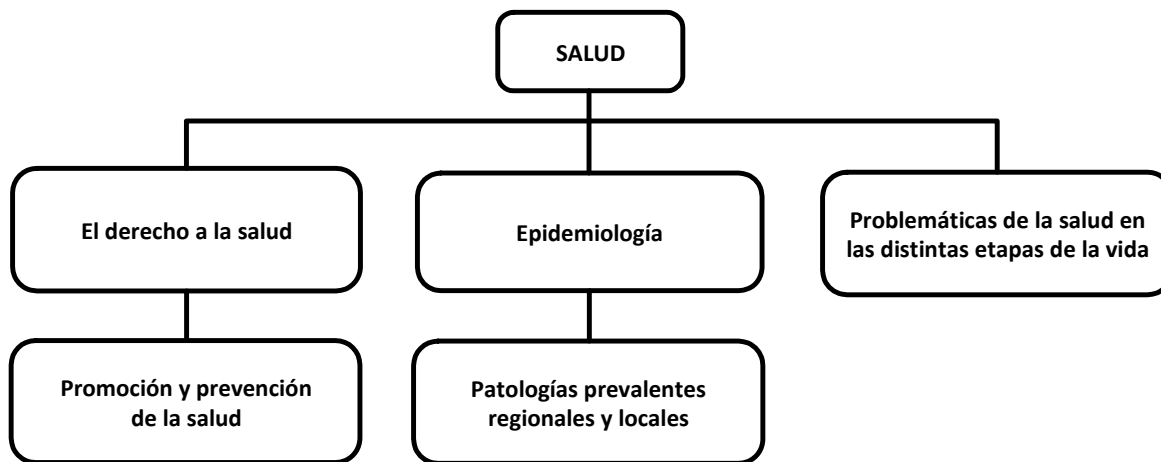 SALUD
El derecho a la salud
Epidemiología
Problemáticas de la salud en
las distintas etapas de la vida
Promoción y prevención
de la salud
Patologías prevalentes
regionales y locales